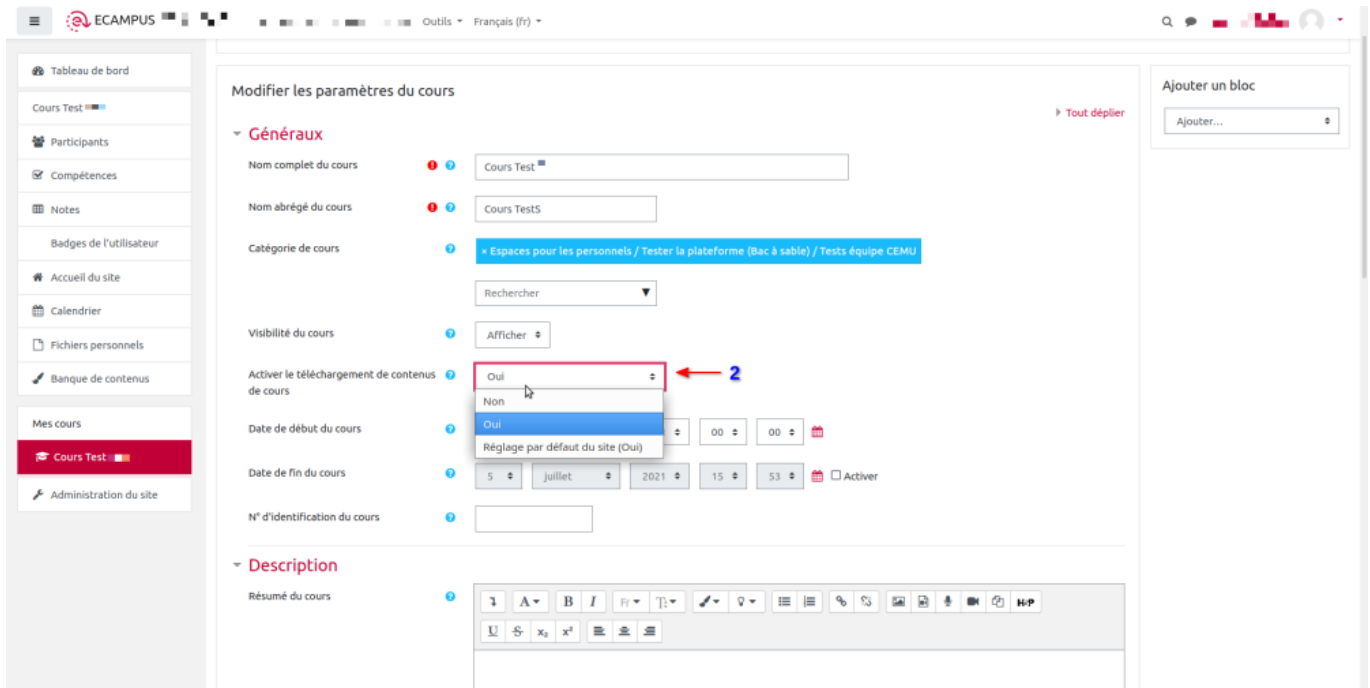 ECAMPUS
Outils
Français (fr)
Tableau de bord
Cours Test
Participants
Compétences
Notes
Badges de l'utilisateur
Accueil du site
Calendrier
Fichiers personnels
Banque de contenus
Mes cours
Cours Test
Administration du site
Modifier les paramètres du cours
Tout déplier
Généraux
Nom complet du cours
Cours Test
Nom abrégé du cours
Cours TestS
Catégorie de cours
× Espaces pour les personnels / Tester la plateforme (Bac à sable) / Tests équipe CEMU
Rechercher ▼
Visibilité du cours
Afficher
Activer le téléchargement de contenus
de cours
Oui
2
Non
Oui
Réglage par défaut du site (Oui)
Date de début du cours
00 00
Date de fin du cours
5 juillet 2021 15 53 Activer
N° d'identification du cours
Description
Résumé du cours
A B I Fr T
H-P
U S x₂ x²
Ajouter un bloc
Ajouter...